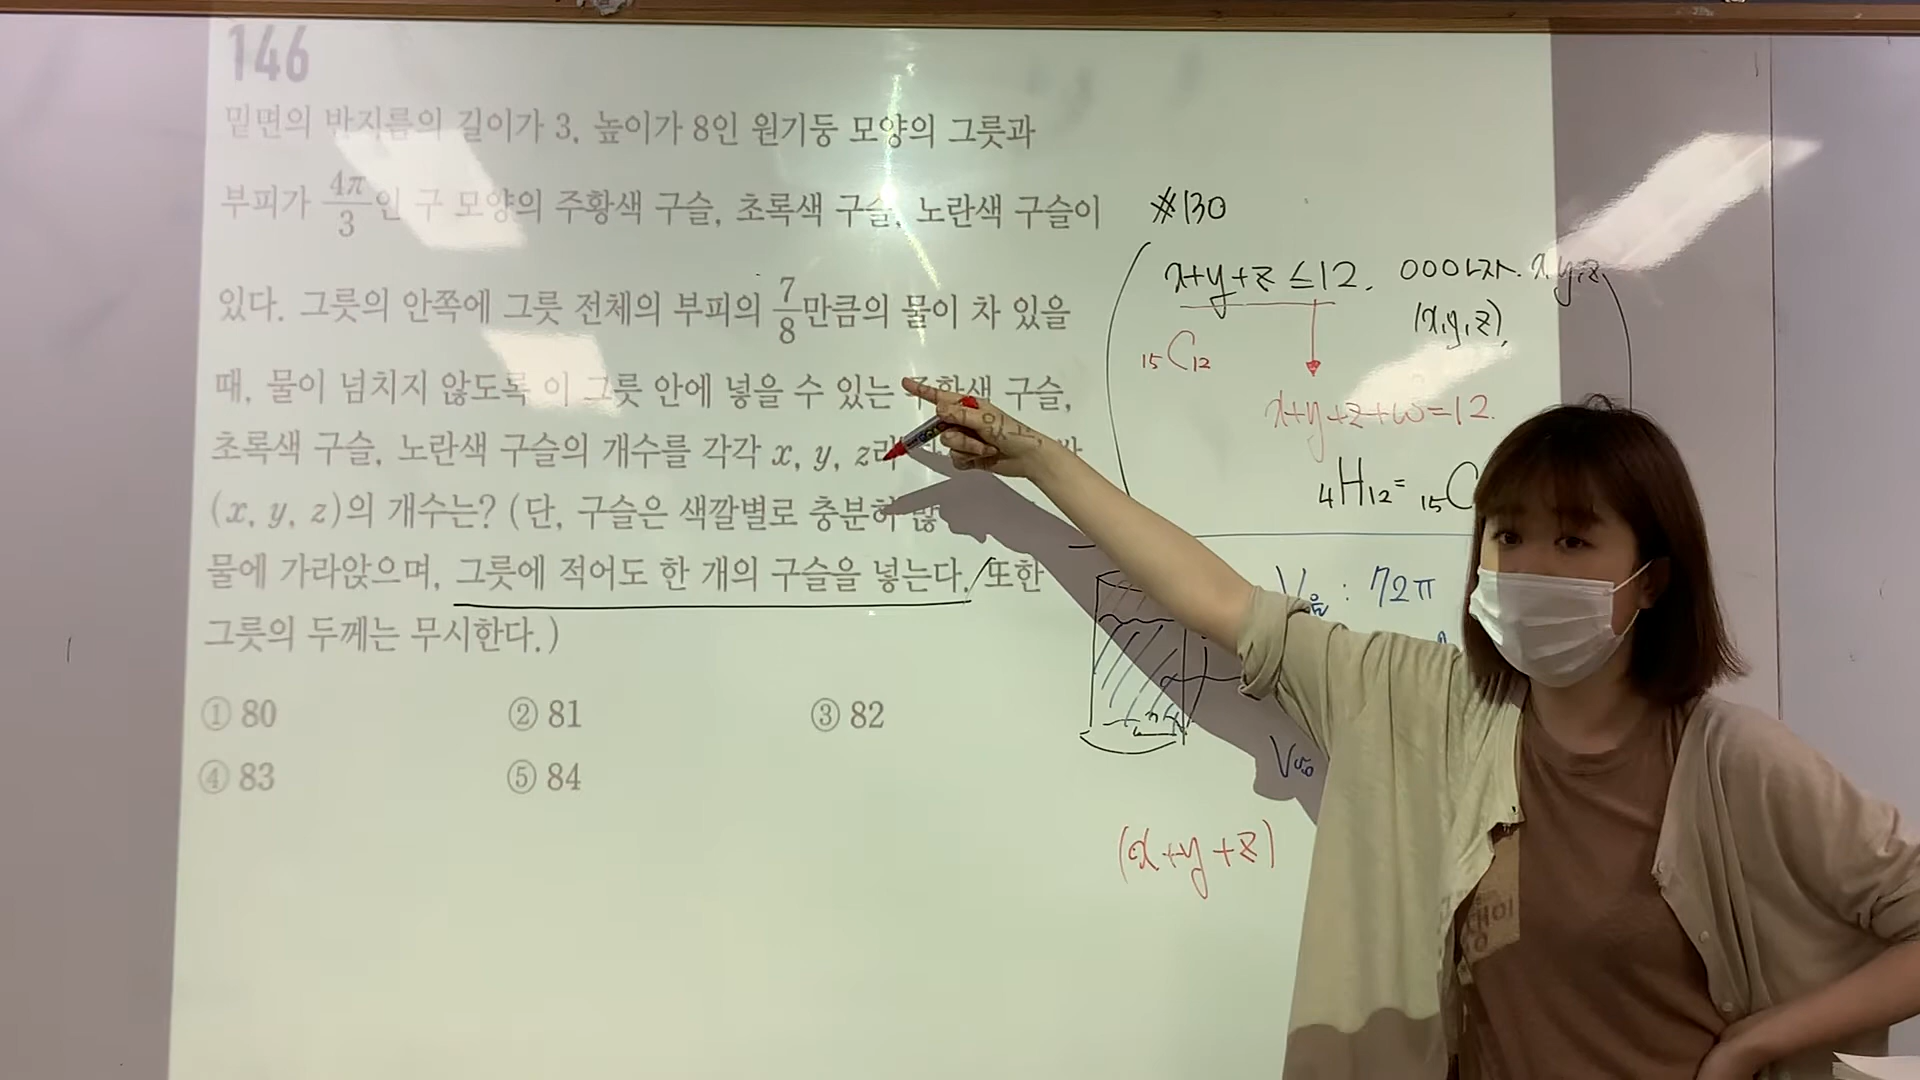 146
밑면의 반지름의 길이가 3, 높이가 8인 원기둥 모양의 그릇과
부피가 4π/3인 구 모양의 주황색 구슬, 초록색 구슬, 노란색 구슬이
있다. 그릇의 안쪽에 그릇 전체의 부피의 7/8만큼의 물이 차 있을
때, 물이 넘치지 않도록 이 그릇 안에 넣을 수 있는 주황색 구슬,
초록색 구슬, 노란색 구슬의 개수를 각각 x, y, z라
(x, y, z)의 개수는? (단, 구슬은 색깔별로 충분히
물에 가라앉으며, 그릇에 적어도 한 개의 구슬을 넣는다. 또한
그릇의 두께는 무시한다.)
① 80 ② 81 ③ 82
④ 83 ⑤ 84
#130
x+y+z≤12. x, y, z
(x, y, z),
₁₅C₁₂
x+y+z+w=12.
₄H₁₂= ₁₅C
: 72π
(x+y+z)